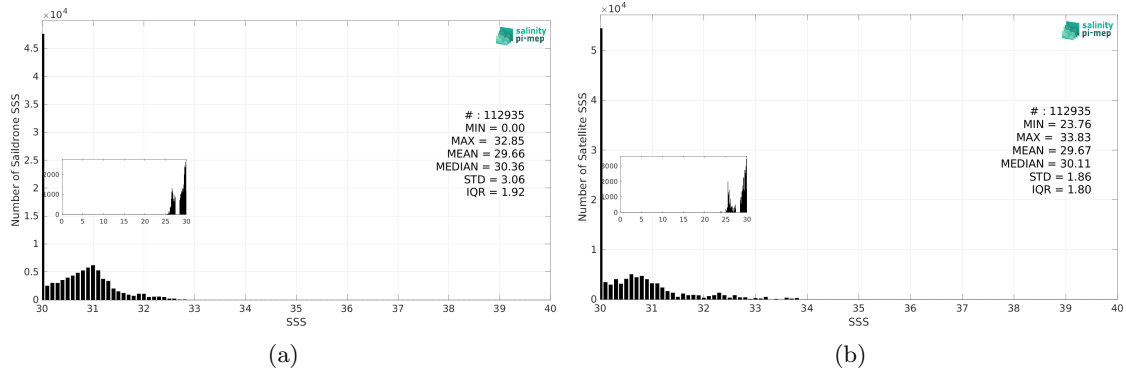 ×10⁴
salinity
pi-mep
4.5
4
3.5
3
2.5
2
1.5
1
0.5
0
Number of Saildrone SSS
# : 112935
MIN = 0.00
MAX = 32.85
MEAN = 29.66
MEDIAN = 30.36
STD = 3.06
IQR = 1.92
2000
1000
0
0 5 10 15 20 25 30
30 31 32 33 34 35 36 37 38 39 40
SSS
(a)
×10⁴
salinity
pi-mep
5
4
3
2
1
0
Number of Satellite SSS
# : 112935
MIN = 23.76
MAX = 33.83
MEAN = 29.67
MEDIAN = 30.11
STD = 1.86
IQR = 1.80
3000
2000
1000
0
0 5 10 15 20 25 30
30 31 32 33 34 35 36 37 38 39 40
SSS
(b)